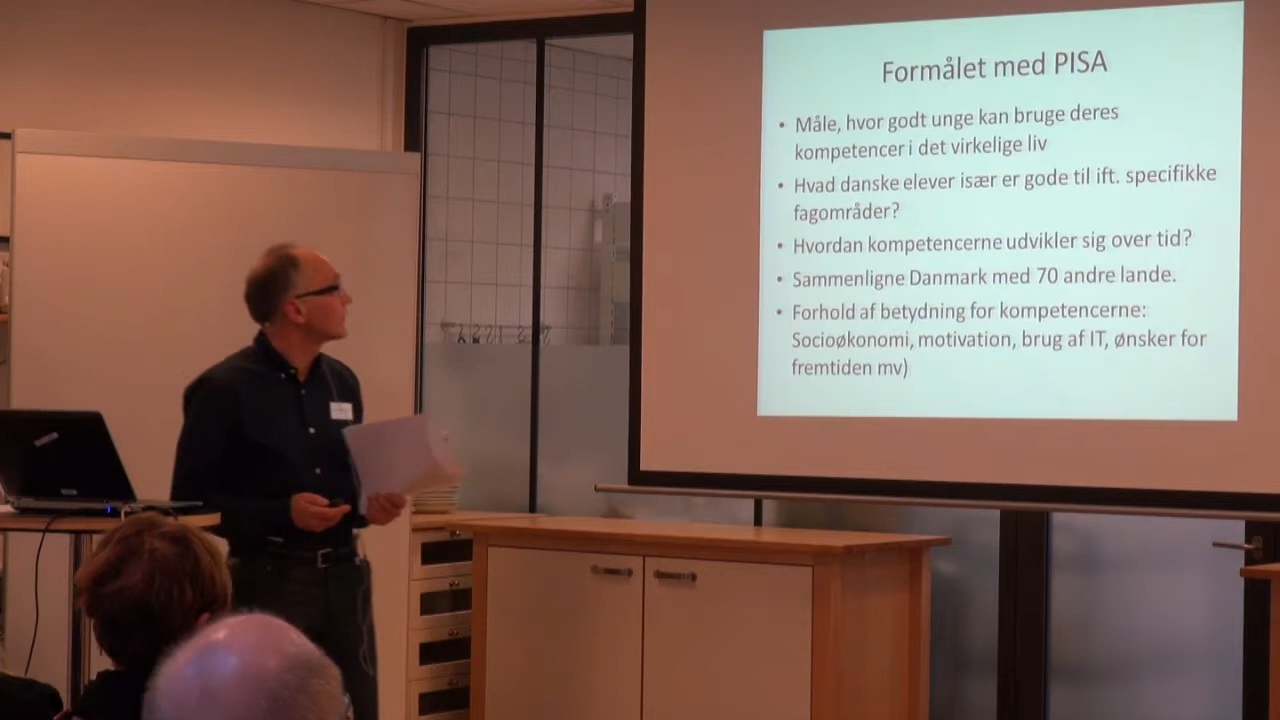 Formålet med PISA
• Måle, hvor godt unge kan bruge deres
kompetencer i det virkelige liv
• Hvad danske elever især er gode til ift. specifikke
fagområder?
• Hvordan kompetencerne udvikler sig over tid?
• Sammenligne Danmark med 70 andre lande.
• Forhold af betydning for kompetencerne:
Socioøkonomi, motivation, brug af IT, ønsker for
fremtiden mv)